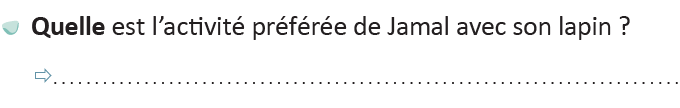 Quelle est l'activité préférée de Jamal avec son lapin ?
⇨................................................................................